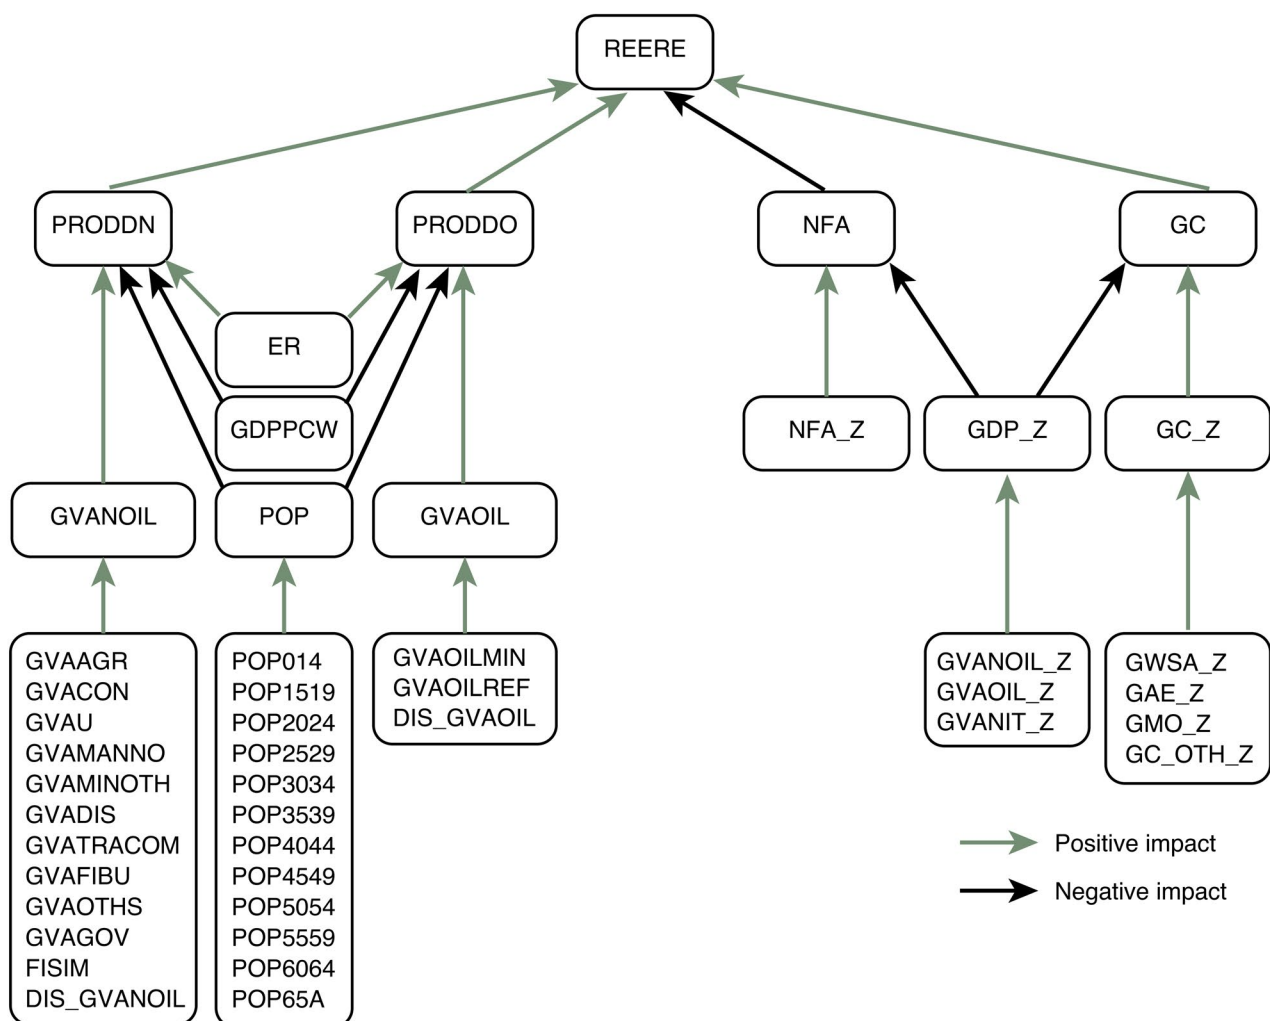 REERE
PRODDN
PRODDO
NFA
GC
ER
GDPPCW
NFA_Z
GDP_Z
GC_Z
GVANOIL
POP
GVAOIL
GVAAGR
GVACON
GVAU
GVAMANNO
GVAMINOTH
GVADIS
GVATRACOM
GVAFIBU
GVAOTHS
GVAGOV
FISIM
DIS_GVANOIL
POP014
POP1519
POP2024
POP2529
POP3034
POP3539
POP4044
POP4549
POP5054
POP5559
POP6064
POP65A
GVAOILMIN
GVAOILREF
DIS_GVAOIL
GVANOIL_Z
GVAOIL_Z
GVANIT_Z
GWSA_Z
GAE_Z
GMO_Z
GC_OTH_Z
Positive impact
Negative impact